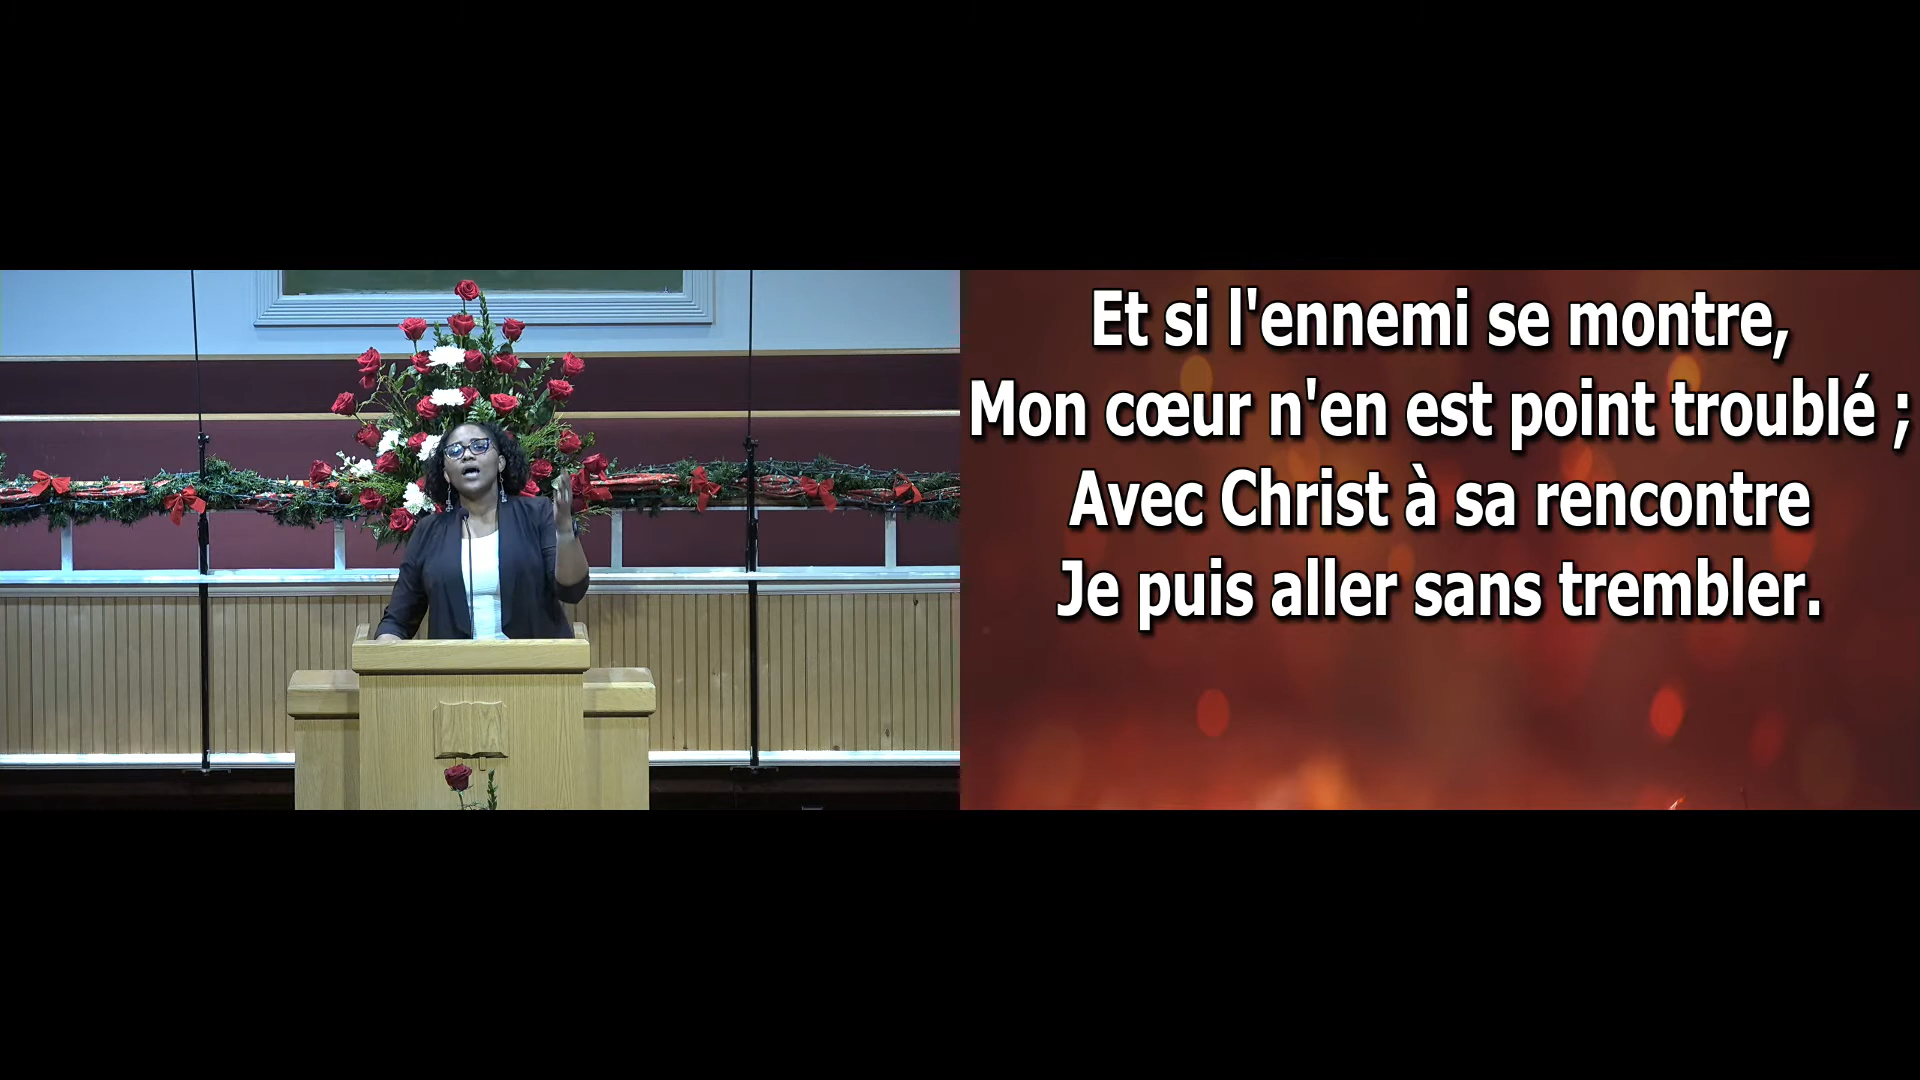 Et si l'ennemi se montre,
Mon cœur n'en est point troublé ;
Avec Christ à sa rencontre
Je puis aller sans trembler.